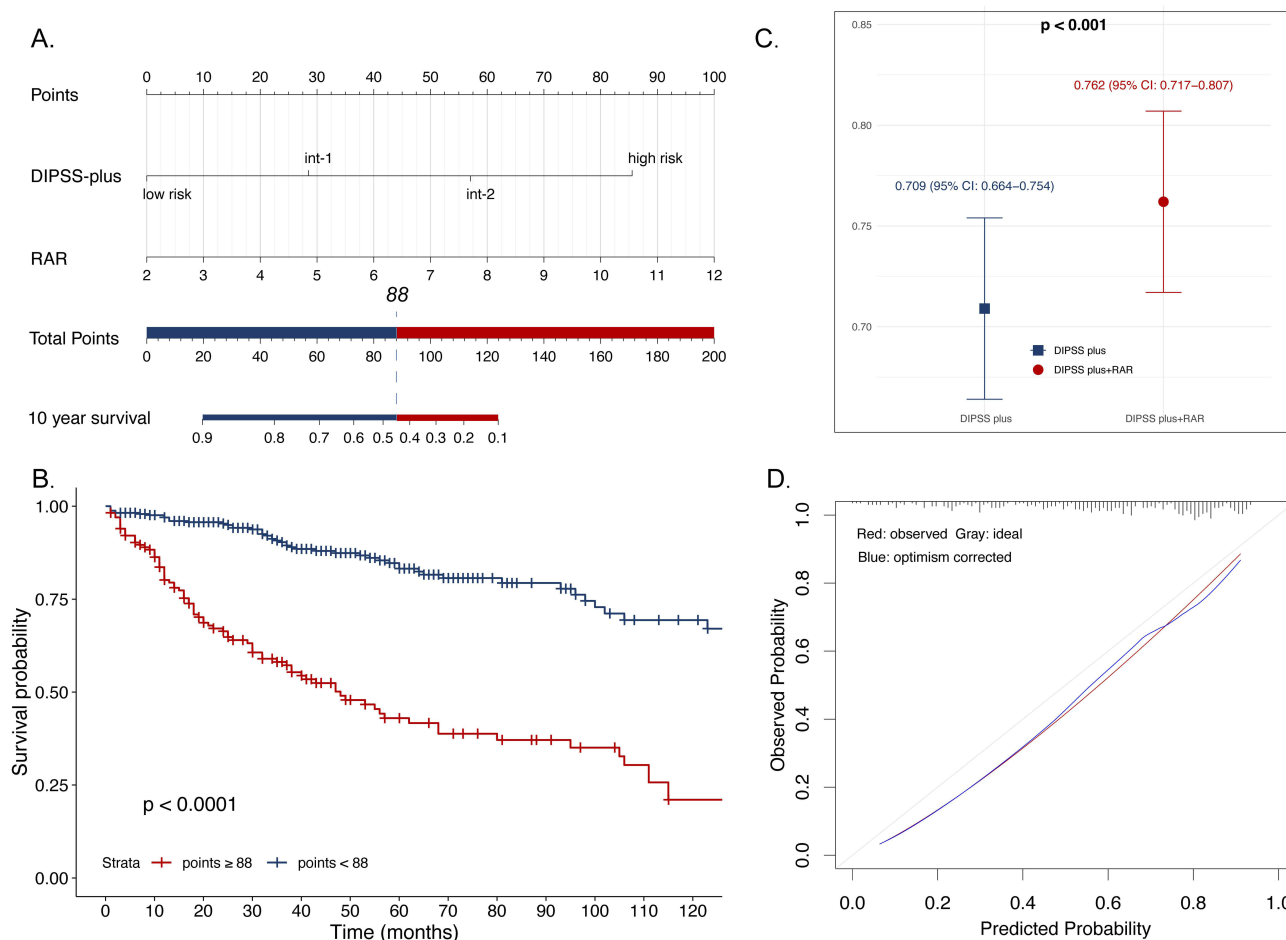 A.
0 10 20 30 40 50 60 70 80 90 100
Points
int-1
high risk
DIPSS-plus
low risk
int-2
RAR
2 3 4 5 6 7 8 9 10 11 12
88
Total Points
0 20 40 60 80 100 120 140 160 180 200
10 year survival
0.9 0.8 0.7 0.6 0.5 0.4 0.3 0.2 0.1
B.
Survival probability
1.00
0.75
0.50
0.25
0.00
p < 0.0001
Strata points ≥ 88 points < 88
0 10 20 30 40 50 60 70 80 90 100 110 120
Time (months)
C.
p < 0.001
0.85
0.80
0.75
0.70
0.762 (95% CI: 0.717−0.807)
0.709 (95% CI: 0.664−0.754)
DIPSS plus
DIPSS plus+RAR
DIPSS plus DIPSS plus+RAR
D.
Observed Probability
1.0
0.8
0.6
0.4
0.2
0.0
Red: observed Gray: ideal
Blue: optimism corrected
0.0 0.2 0.4 0.6 0.8
Predicted Probability